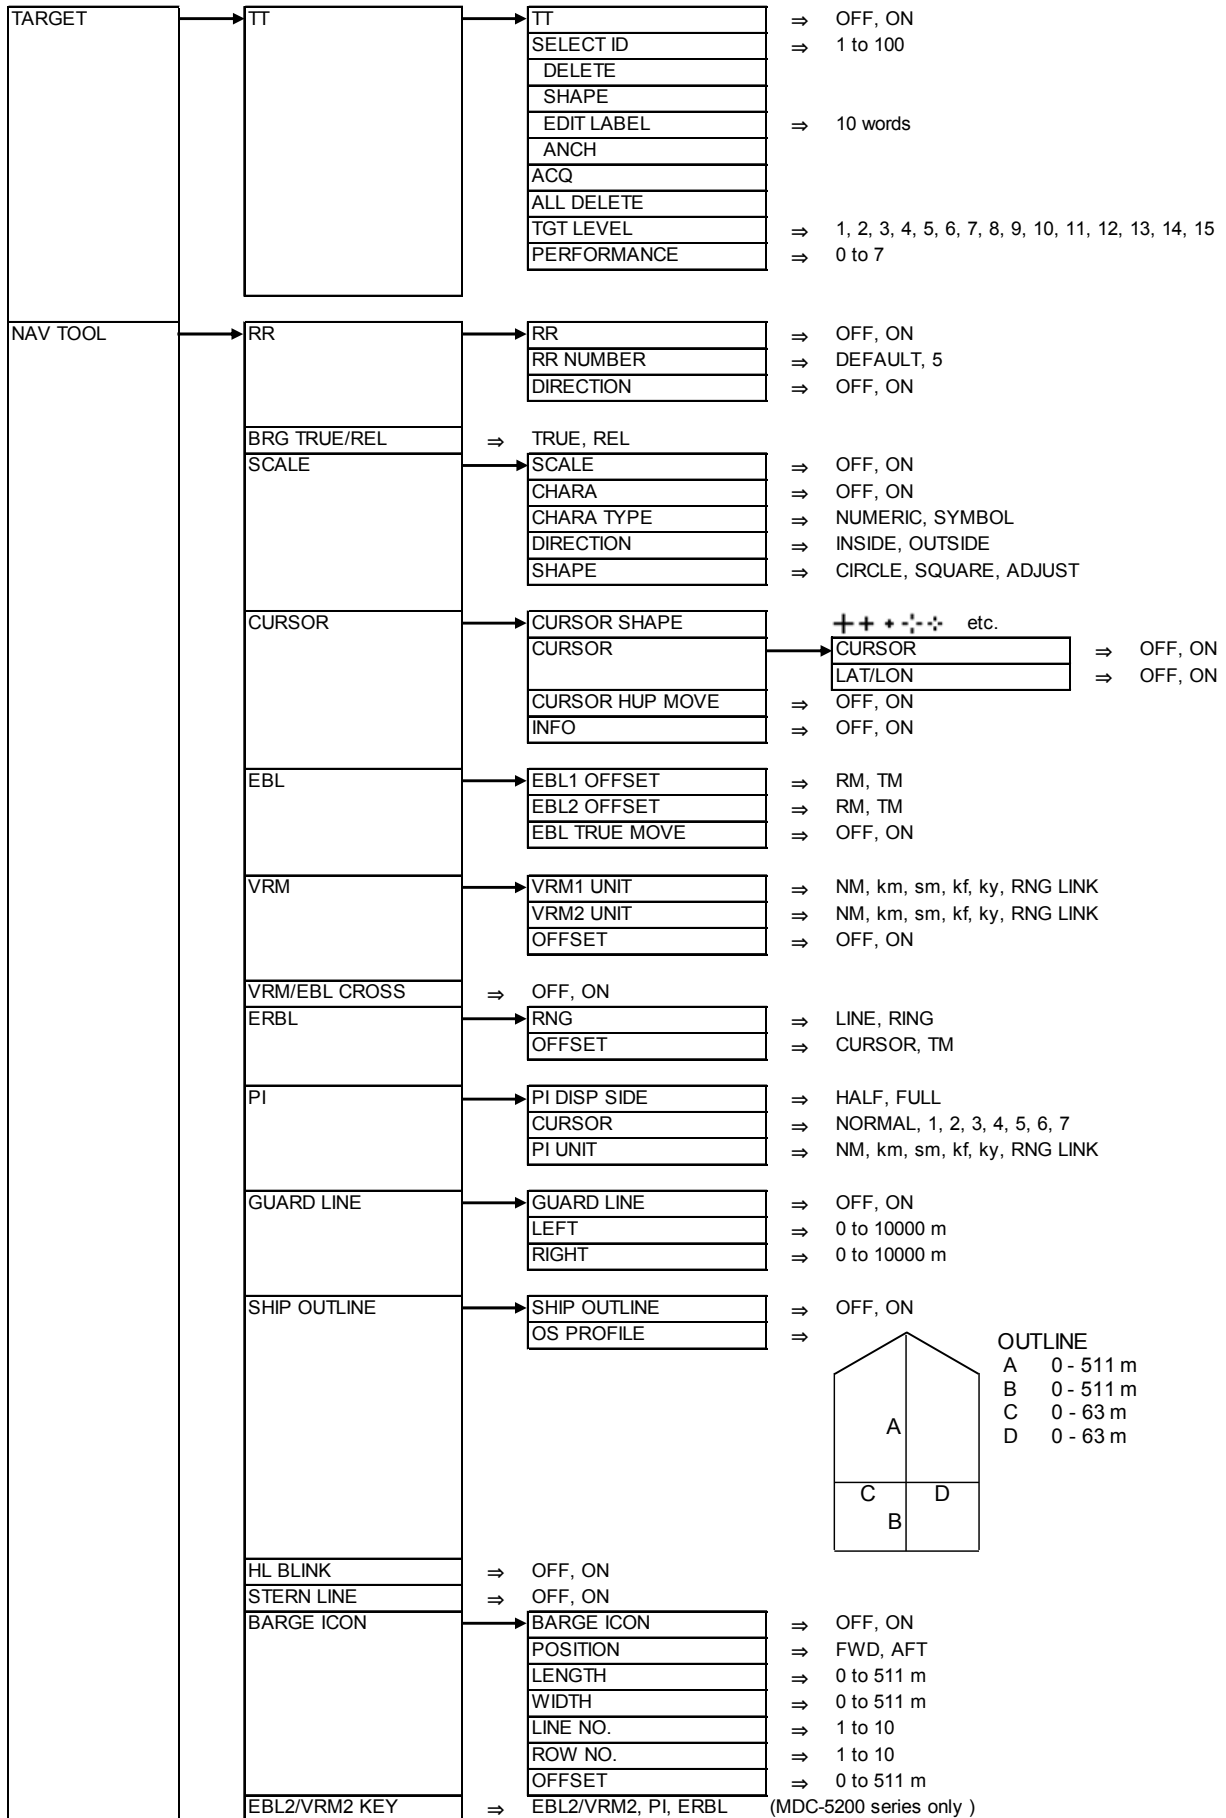 TARGET TT TT ⇒ OFF, ON
SELECT ID ⇒ 1 to 100
DELETE
SHAPE
EDIT LABEL ⇒ 10 words
ANCH
ACQ
ALL DELETE
TGT LEVEL ⇒ 1, 2, 3, 4, 5, 6, 7, 8, 9, 10, 11, 12, 13, 14, 15
PERFORMANCE ⇒ 0 to 7
NAV TOOL RR RR ⇒ OFF, ON
RR NUMBER ⇒ DEFAULT, 5
DIRECTION ⇒ OFF, ON
BRG TRUE/REL ⇒ TRUE, REL
SCALE SCALE ⇒ OFF, ON
CHARA ⇒ OFF, ON
CHARA TYPE ⇒ NUMERIC, SYMBOL
DIRECTION ⇒ INSIDE, OUTSIDE
SHAPE ⇒ CIRCLE, SQUARE, ADJUST
CURSOR CURSOR SHAPE etc.
CURSOR CURSOR ⇒ OFF, ON
LAT/LON ⇒ OFF, ON
CURSOR HUP MOVE ⇒ OFF, ON
INFO ⇒ OFF, ON
EBL EBL1 OFFSET ⇒ RM, TM
EBL2 OFFSET ⇒ RM, TM
EBL TRUE MOVE ⇒ OFF, ON
VRM VRM1 UNIT ⇒ NM, km, sm, kf, ky, RNG LINK
VRM2 UNIT ⇒ NM, km, sm, kf, ky, RNG LINK
OFFSET ⇒ OFF, ON
VRM/EBL CROSS ⇒ OFF, ON
ERBL RNG ⇒ LINE, RING
OFFSET ⇒ CURSOR, TM
PI PI DISP SIDE ⇒ HALF, FULL
CURSOR ⇒ NORMAL, 1, 2, 3, 4, 5, 6, 7
PI UNIT ⇒ NM, km, sm, kf, ky, RNG LINK
GUARD LINE GUARD LINE ⇒ OFF, ON
LEFT ⇒ 0 to 10000 m
RIGHT ⇒ 0 to 10000 m
SHIP OUTLINE SHIP OUTLINE ⇒ OFF, ON
OS PROFILE ⇒ OUTLINE
A 0 - 511 m
B 0 - 511 m
C 0 - 63 m
D 0 - 63 m
A
C D
B
HL BLINK ⇒ OFF, ON
STERN LINE ⇒ OFF, ON
BARGE ICON BARGE ICON ⇒ OFF, ON
POSITION ⇒ FWD, AFT
LENGTH ⇒ 0 to 511 m
WIDTH ⇒ 0 to 511 m
LINE NO. ⇒ 1 to 10
ROW NO. ⇒ 1 to 10
OFFSET ⇒ 0 to 511 m
EBL2/VRM2 KEY ⇒ EBL2/VRM2, PI, ERBL (MDC-5200 series only )